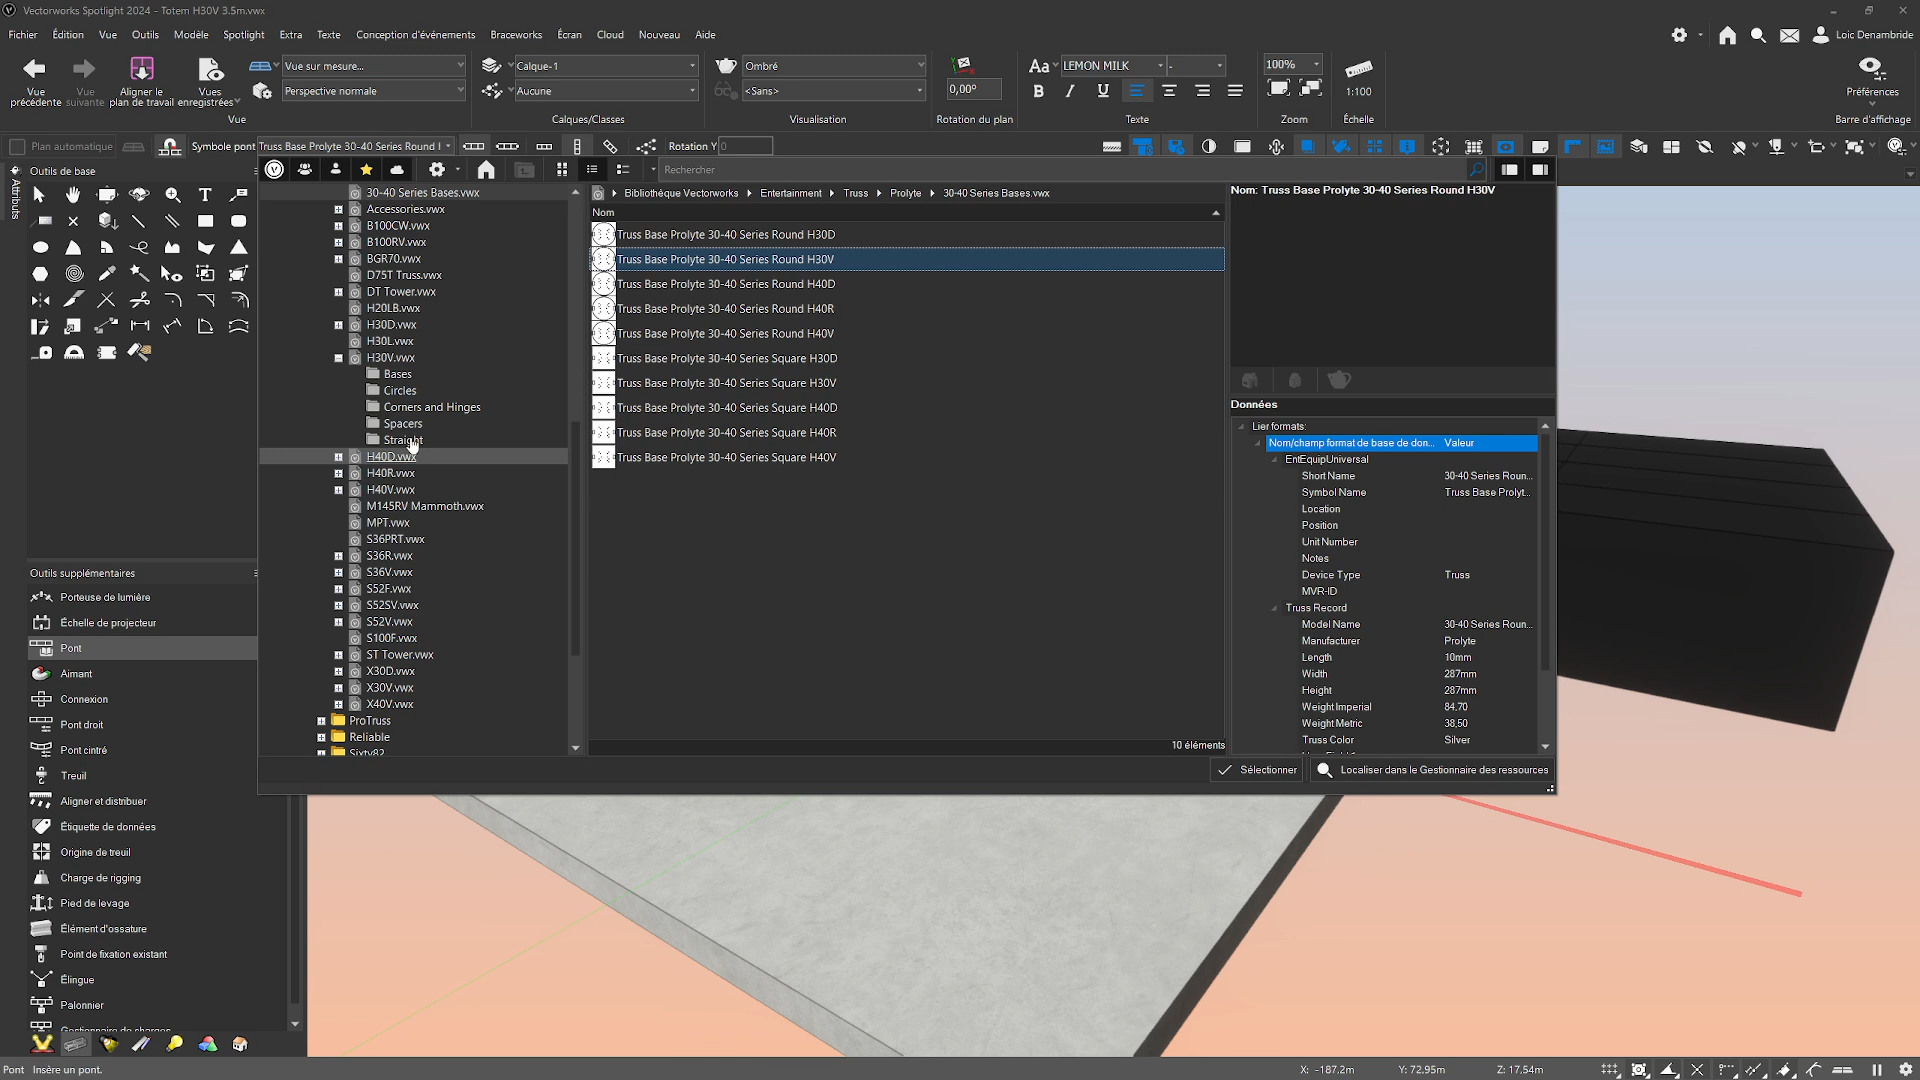 Vectorworks Spotlight 2024 - Totem H30V 3.5m.vwx
Fichier Édition Vue Outils Modèle Spotlight Extra Texte Conception d'événements Braceworks Écran Cloud Nouveau Aide
Loic Denambride
Vue précédente
Vue suivante
Aligner le plan de travail
Vues enregistrées
Vue sur mesure...
Perspective normale
Vue
Calque-1
Aucune
Calques/Classes
Ombré
<Sans>
Visualisation
0,00°
Rotation du plan
LEMON MILK
-
B I U
Texte
100%
Zoom
1:100
Échelle
Préférences
Barre d'affichage
Plan automatique
Symbole pont Truss Base Prolyte 30-40 Series Round I
Rotation Y 0
Attributs
Outils de base
Outils supplémentaires
Porteuse de lumière
Échelle de projecteur
Pont
Aimant
Connexion
Pont droit
Pont cintré
Treuil
Aligner et distribuer
Étiquette de données
Origine de treuil
Charge de rigging
Pied de levage
Élément d'ossature
Point de fixation existant
Élingue
Palonnier
Gestionnaire de charges
Rechercher
30-40 Series Bases.vwx
Accessories.vwx
B100CW.vwx
B100RV.vwx
BGR70.vwx
D75T Truss.vwx
DT Tower.vwx
H20LB.vwx
H30D.vwx
H30L.vwx
H30V.vwx
Bases
Circles
Corners and Hinges
Spacers
Straight
H40D.vwx
H40R.vwx
H40V.vwx
M145RV Mammoth.vwx
MPT.vwx
S36PRT.vwx
S36R.vwx
S36V.vwx
S52F.vwx
S52SV.vwx
S52V.vwx
S100F.vwx
ST Tower.vwx
X30D.vwx
X30V.vwx
X40V.vwx
ProTruss
Reliable
Sixty82
Bibliothèque Vectorworks Entertainment Truss Prolyte 30-40 Series Bases.vwx
Nom
Truss Base Prolyte 30-40 Series Round H30D
Truss Base Prolyte 30-40 Series Round H30V
Truss Base Prolyte 30-40 Series Round H40D
Truss Base Prolyte 30-40 Series Round H40R
Truss Base Prolyte 30-40 Series Round H40V
Truss Base Prolyte 30-40 Series Square H30D
Truss Base Prolyte 30-40 Series Square H30V
Truss Base Prolyte 30-40 Series Square H40D
Truss Base Prolyte 30-40 Series Square H40R
Truss Base Prolyte 30-40 Series Square H40V
10 éléments
Nom: Truss Base Prolyte 30-40 Series Round H30V
Données
Lier formats:
Nom/champ format de base de don... Valeur
EntEquipUniversal
Short Name 30-40 Series Roun...
Symbol Name Truss Base Prolyt...
Location
Position
Unit Number
Notes
Device Type Truss
MVR-ID
Truss Record
Model Name 30-40 Series Roun...
Manufacturer Prolyte
Length 10mm
Width 287mm
Height 287mm
Weight Imperial 84.70
Weight Metric 38.50
Truss Color Silver
Sélectionner
Localiser dans le Gestionnaire des ressources
Pont Insère un pont.
X: -187,2m Y: 72,95m Z: 17,54m